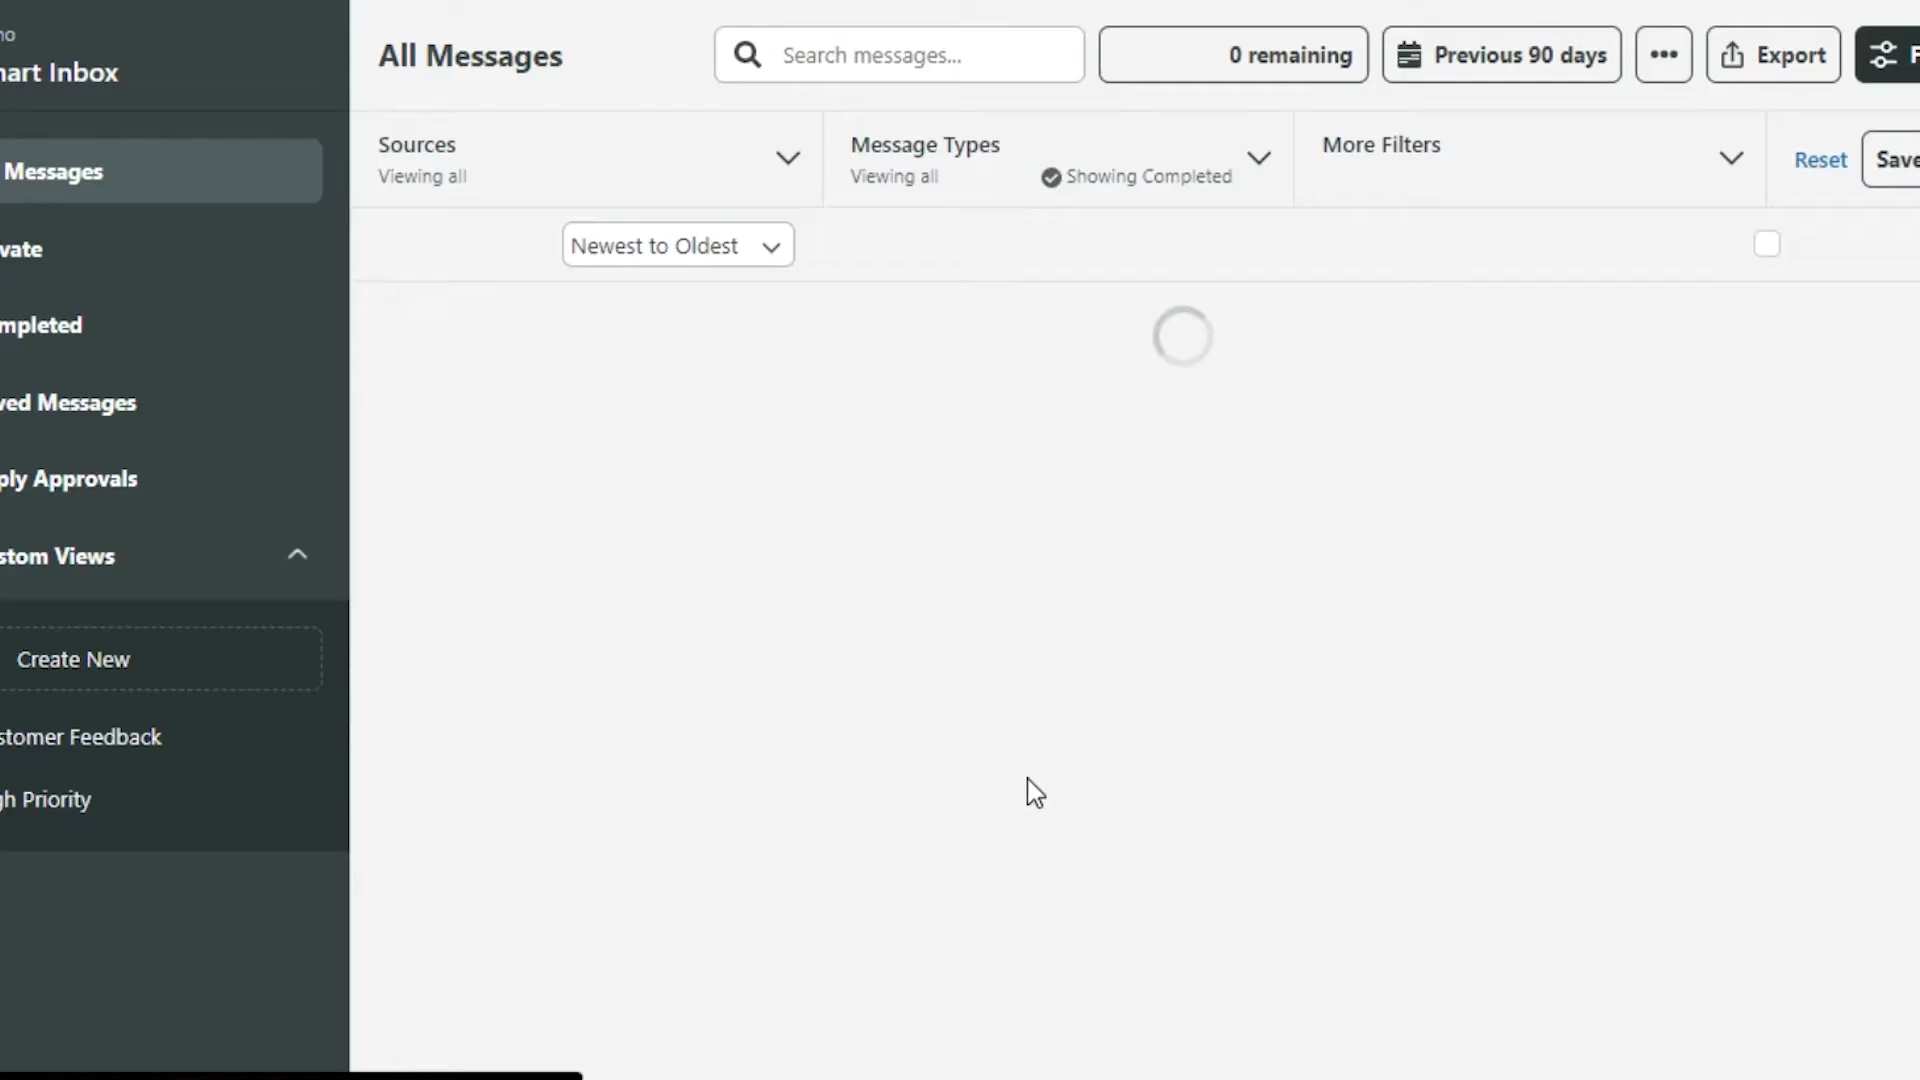 no
art Inbox
Messages
vate
mpleted
ved Messages
ply Approvals
stom Views
Create New
stomer Feedback
gh Priority
All Messages
Search messages...
0 remaining
Previous 90 days
Export
F
Sources
Viewing all
Message Types
Viewing all
Showing Completed
More Filters
Reset
Save
Newest to Oldest